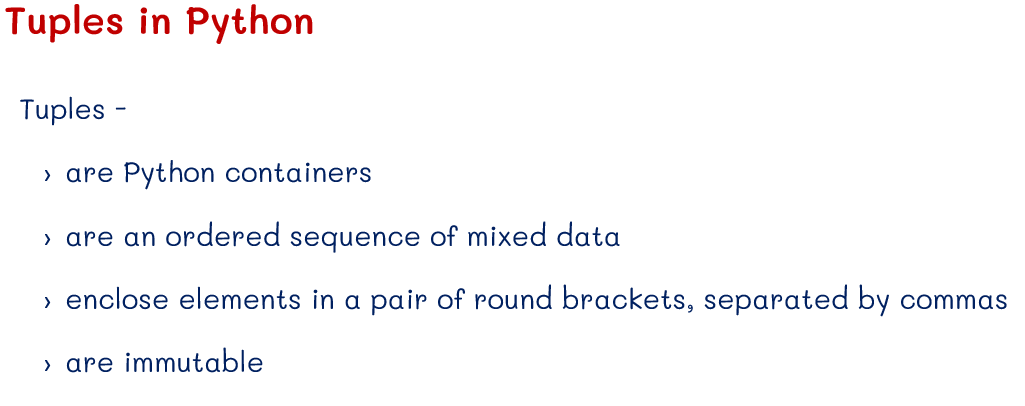 Tuples in Python
Tuples -
› are Python containers
› are an ordered sequence of mixed data
› enclose elements in a pair of round brackets, separated by commas
› are immutable